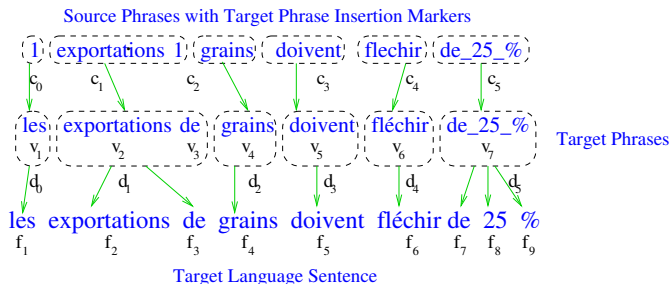 Source Phrases with Target Phrase Insertion Markers
1 exportations 1 grains doivent flechir de_25_%
c0 c1 c2 c3 c4 c5
les exportations de grains doivent fléchir de_25_%
v1 v2 v3 v4 v5 v6 v7
Target Phrases
d0 d1 d2 d3 d4 d5
les exportations de grains doivent fléchir de 25 %
f1 f2 f3 f4 f5 f6 f7 f8 f9
Target Language Sentence